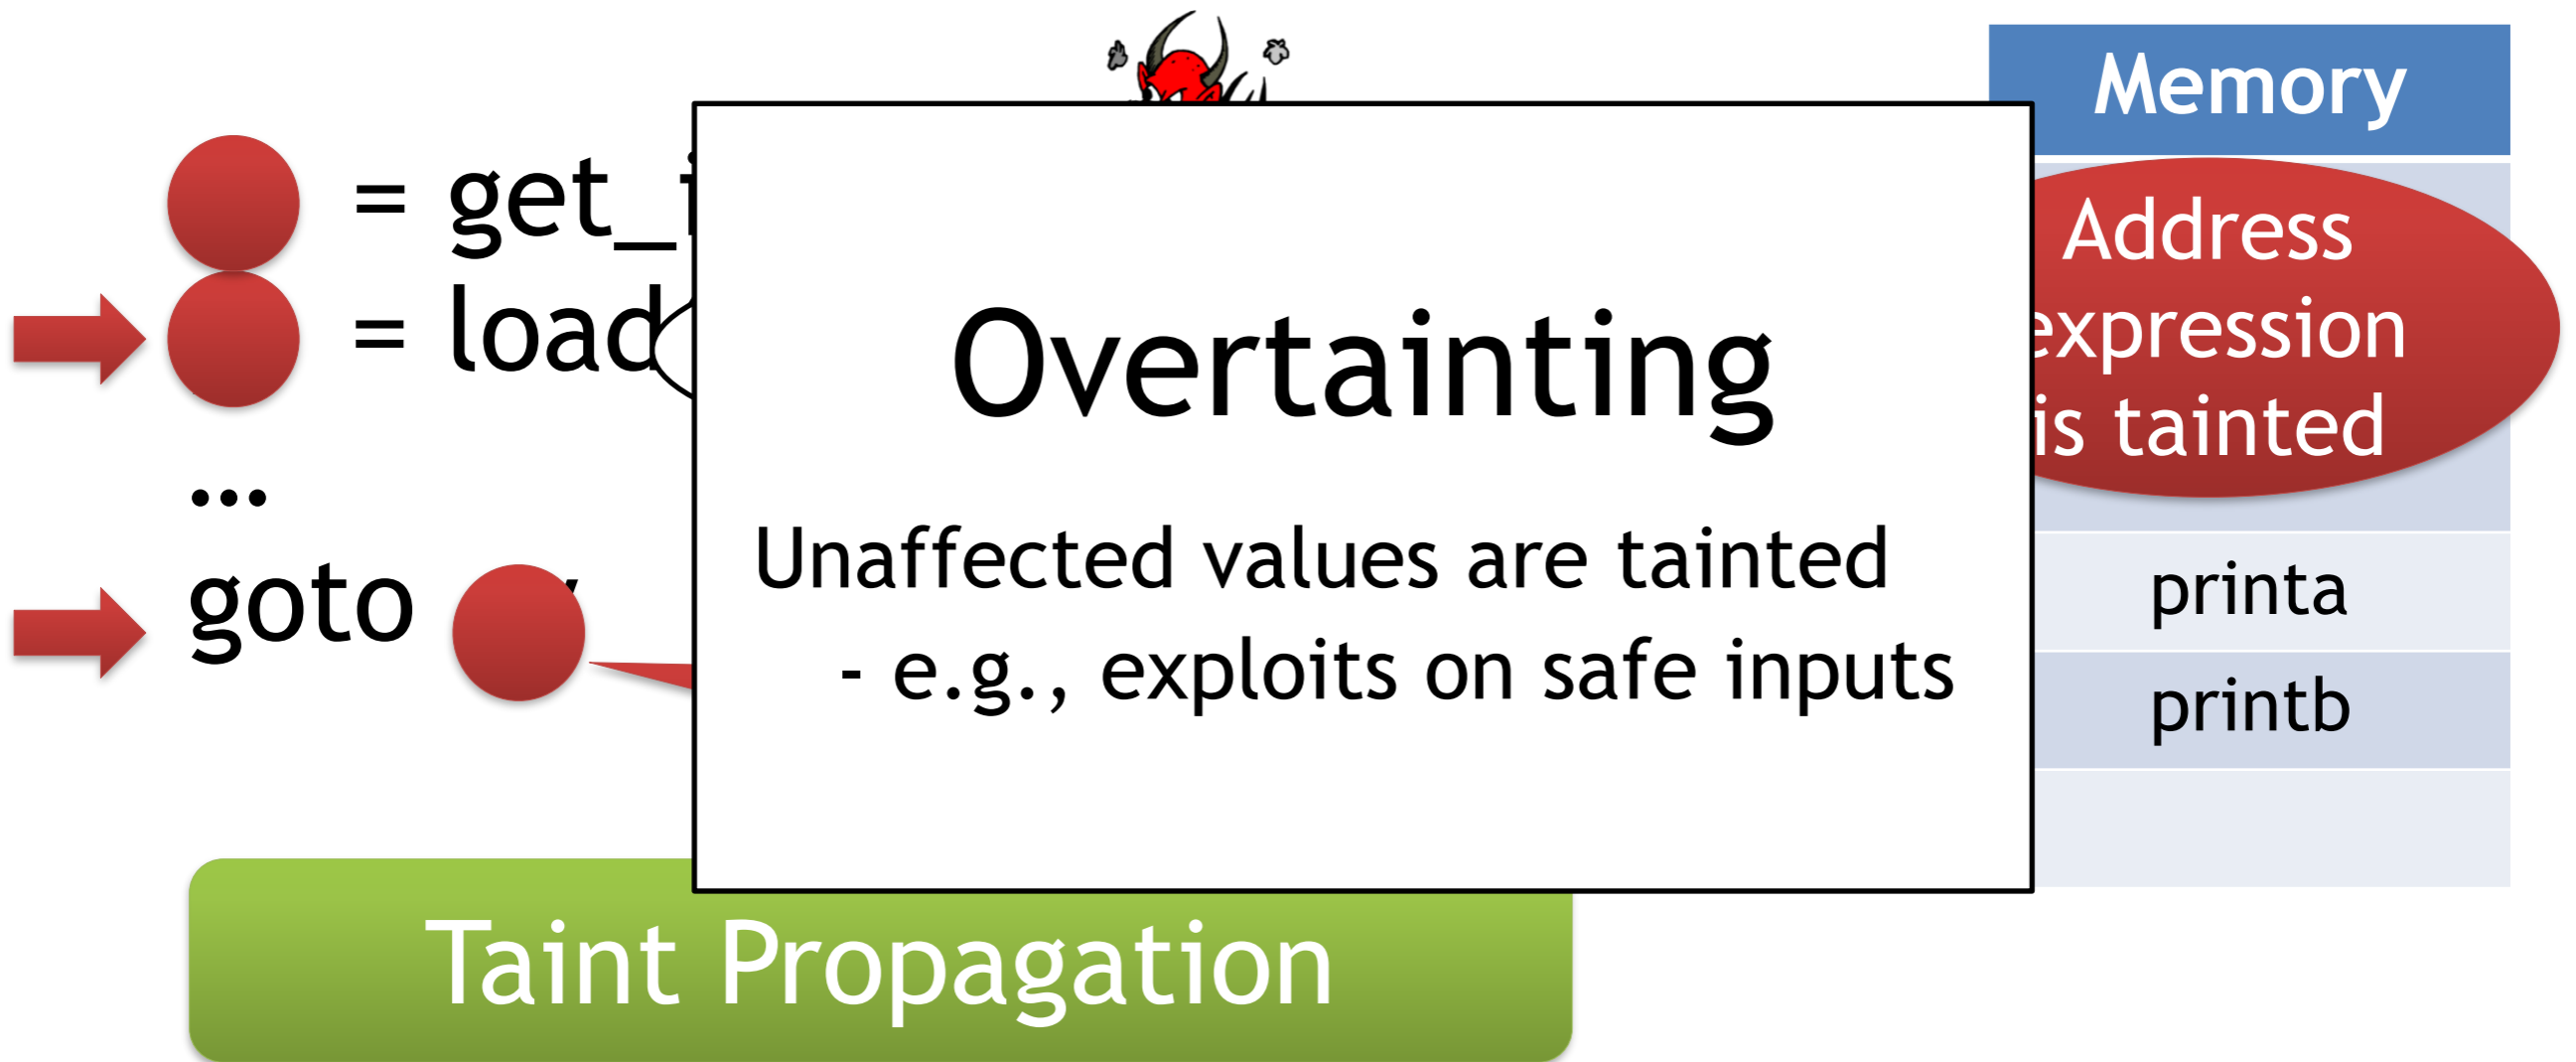 = get_i
= load
...
goto
Overtainting
Unaffected values are tainted
- e.g., exploits on safe inputs
Memory
Address
expression
is tainted
printa
printb
Taint Propagation